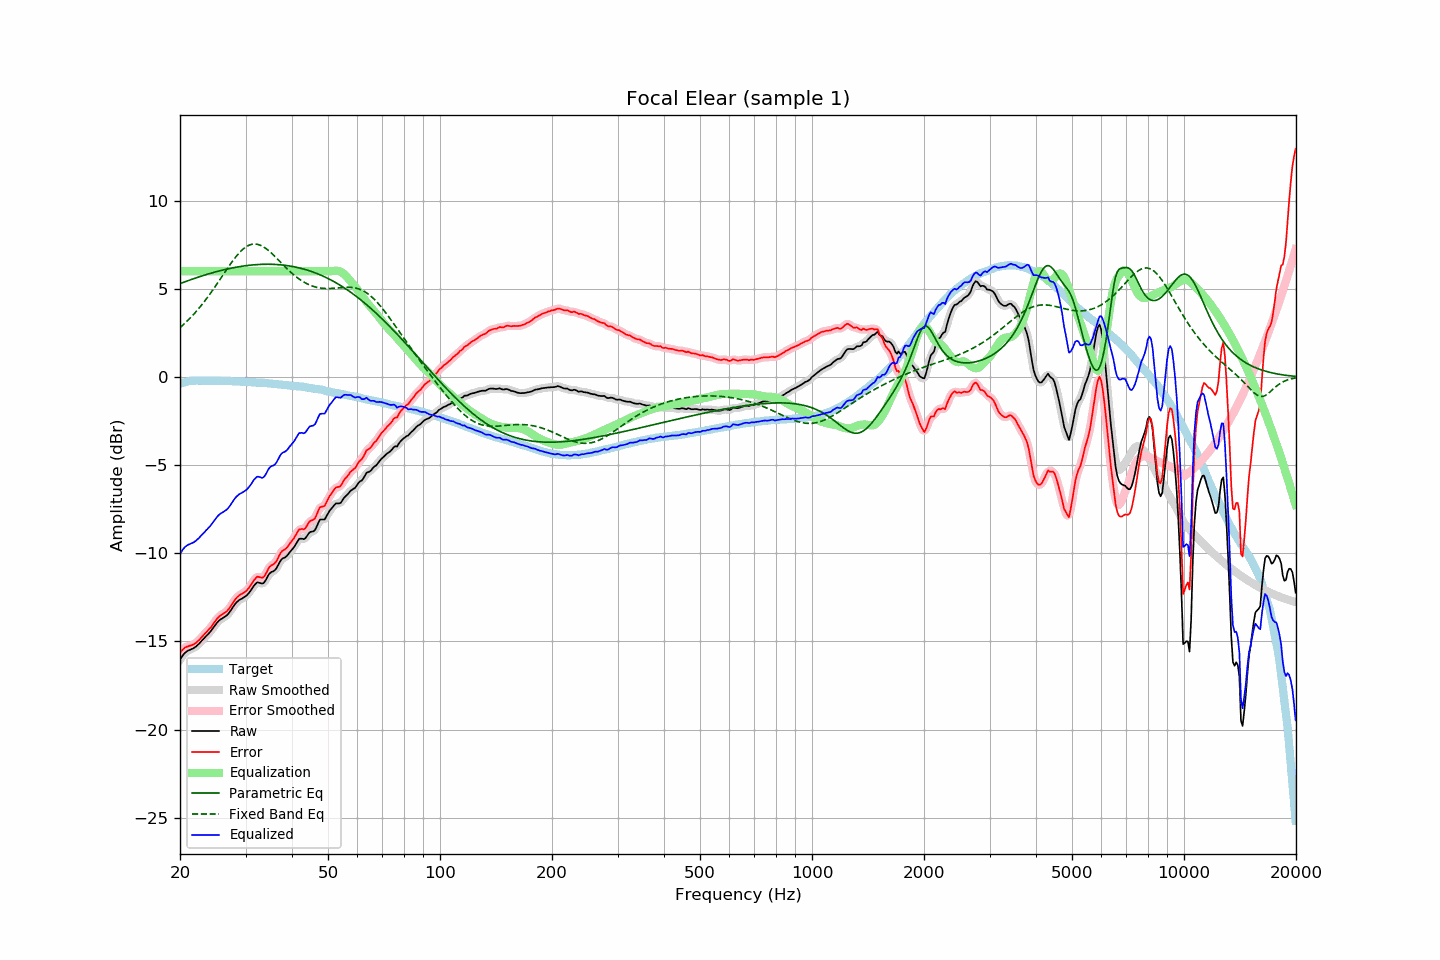 Focal Elear (sample 1)
Amplitude (dBr)
10
5
0
−5
−10
−15
−20
−25
Target
Raw Smoothed
Error Smoothed
Raw
Error
Equalization
Parametric Eq
Fixed Band Eq
Equalized
20 50 100 200 500 1000 2000 5000 10000 20000
Frequency (Hz)